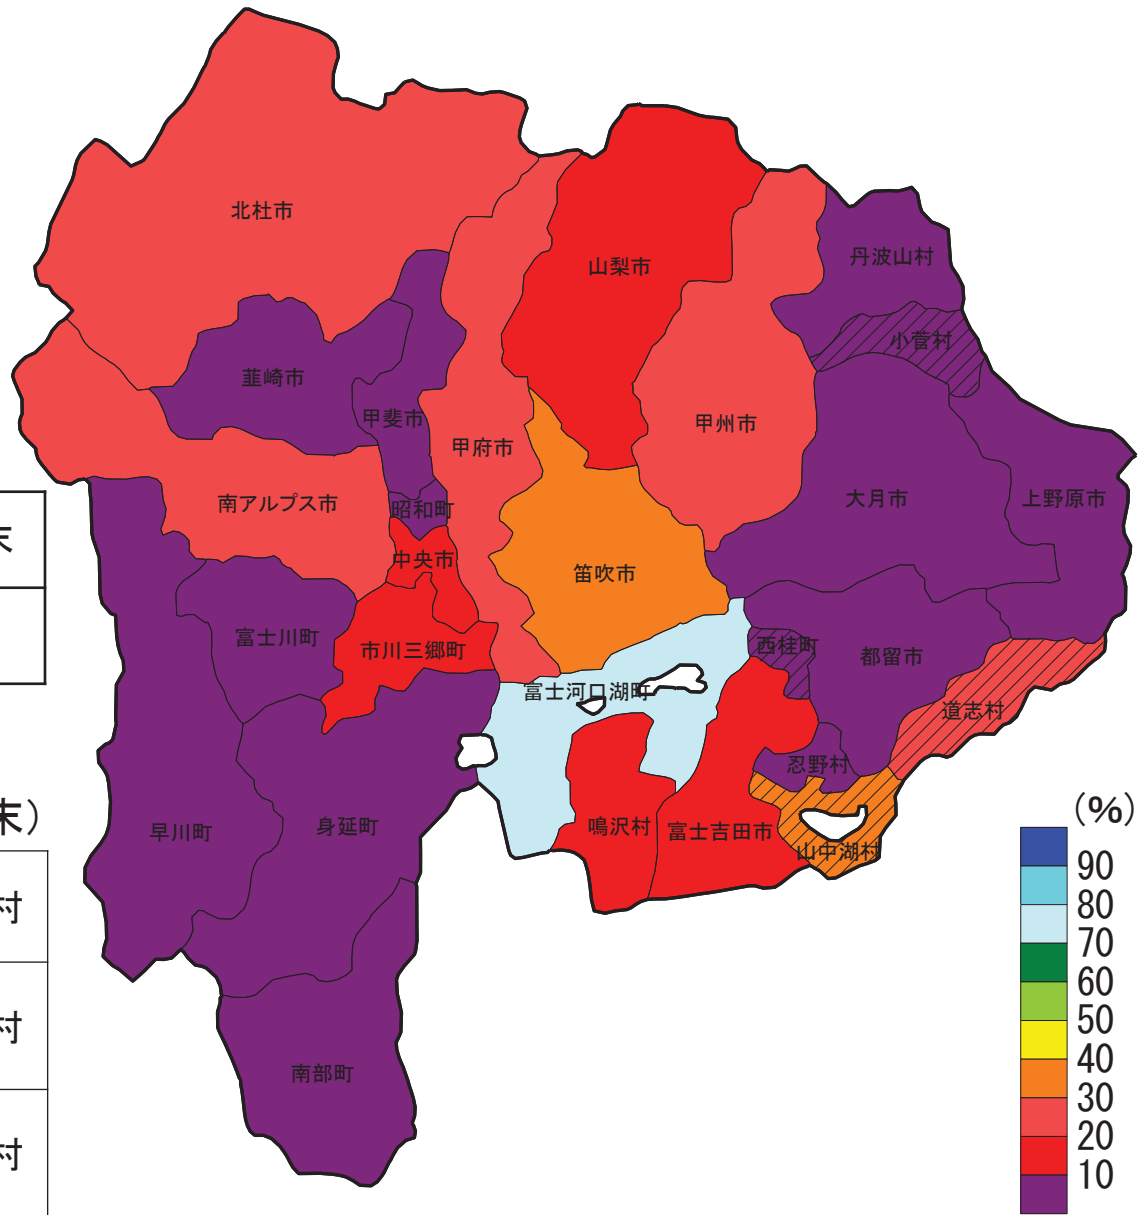 北杜市
山梨市
丹波山村
小菅村
韮崎市
甲斐市
甲府市
甲州市
南アルプス市
昭和町
大月市
上野原市
末
中央市
笛吹市
富士川町
市川三郷町
西桂町
都留市
富士河口湖町
道志村
忍野村
末)
早川町
身延町
鳴沢村
富士吉田市
山中湖村
(%)
90
村
80
70
60
村
50
40
南部町
30
20
村
10